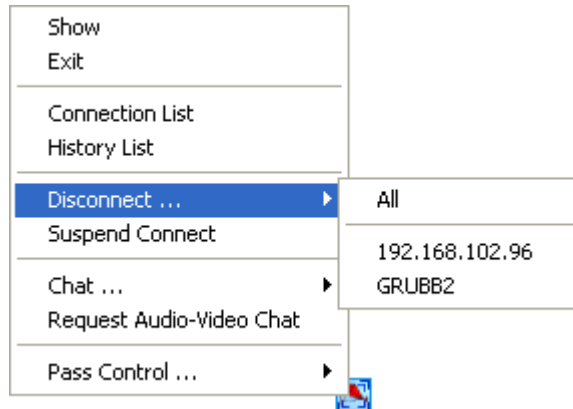 Show
Exit
Connection List
History List
Disconnect ...
Suspend Connect
Chat ...
Request Audio-Video Chat
Pass Control ...
All
192.168.102.96
GRUBB2